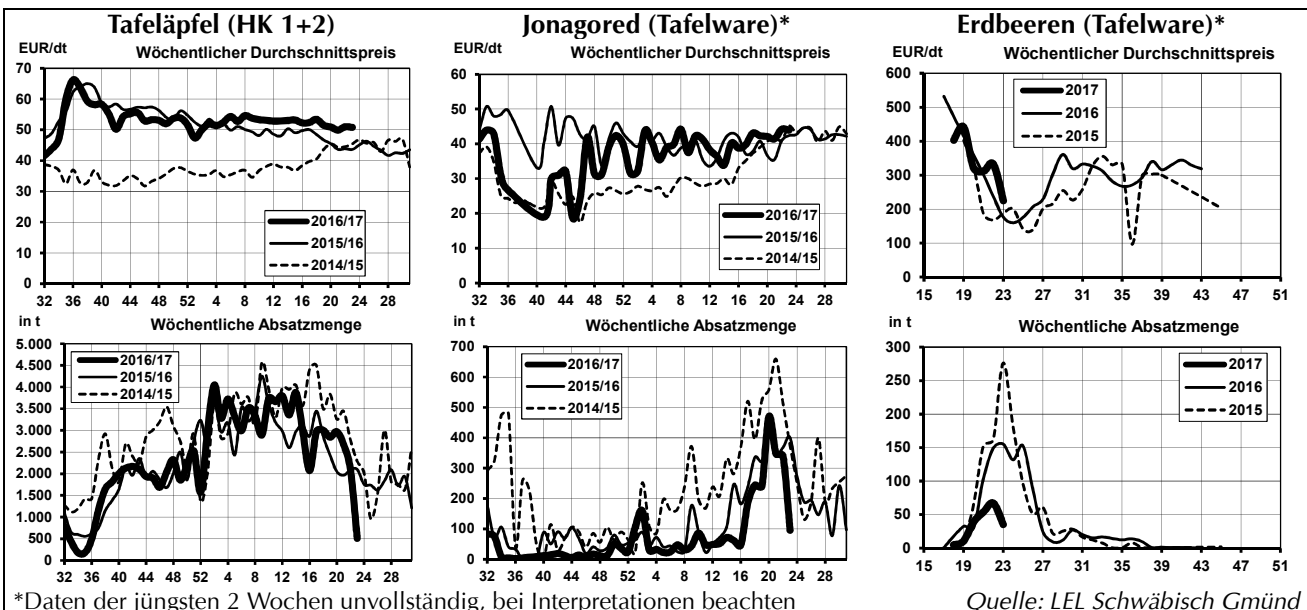 Tafeläpfel (HK 1+2)
EUR/dt
Wöchentlicher Durchschnittspreis
70
60
50
40
30
20
10
0
2016/17
2015/16
2014/15
32 36 40 44 48 52 4 8 12 16 20 24 28
in t
Wöchentliche Absatzmenge
5.000
4.500
4.000
3.500
3.000
2.500
2.000
1.500
1.000
500
0
2016/17
2015/16
2014/15
32 36 40 44 48 52 4 8 12 16 20 24 28
Jonagored (Tafelware)*
EUR/dt
Wöchentlicher Durchschnittspreis
60
50
40
30
20
10
0
2016/17
2015/16
2014/15
32 36 40 44 48 52 4 8 12 16 20 24 28
in t
Wöchentliche Absatzmenge
700
600
500
400
300
200
100
0
2016/17
2015/16
2014/15
32 36 40 44 48 52 4 8 12 16 20 24 28
Erdbeeren (Tafelware)*
EUR/dt
Wöchentlicher Durchschnittspreis
600
500
400
300
200
100
0
2017
2016
2015
15 19 23 27 31 35 39 43 47 51
in t
Wöchentliche Absatzmenge
300
250
200
150
100
50
0
2017
2016
2015
15 19 23 27 31 35 39 43 47 51
*Daten der jüngsten 2 Wochen unvollständig, bei Interpretationen beachten
Quelle: LEL Schwäbisch Gmünd